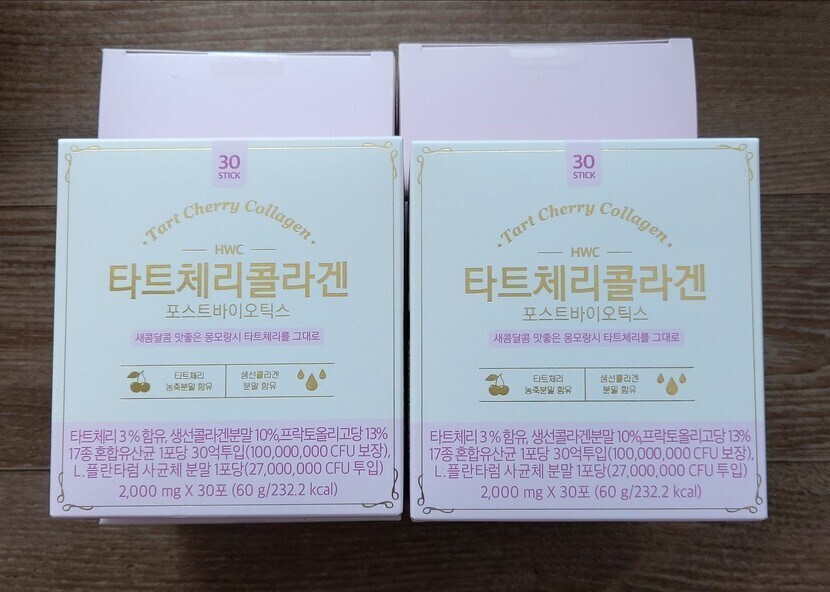 30
STICK
Tart Cherry Collagen
HWC
타트체리콜라겐
포스트바이오틱스
새콤달콤 맛좋은 몽모랑시 타트체리를 그대로
타트체리
농축분말 함유
생선콜라겐
분말 함유
타트체리 3 % 함유, 생선콜라겐분말 10%,프락토올리고당 13%
17종 혼합유산균 1포당 30억투입(100,000,000 CFU 보장),
L.플란타럼 사균체 분말 1포당(27,000,000 CFU 투입)
2,000 mg X 30포 (60 g/232.2 kcal)
30
STICK
Tart Cherry Collagen
HWC
타트체리콜라겐
포스트바이오틱스
새콤달콤 맛좋은 몽모랑시 타트체리를 그대로
타트체리
농축분말 함유
생선콜라겐
분말 함유
타트체리 3 % 함유, 생선콜라겐분말 10%,프락토올리고당 13%
17종 혼합유산균 1포당 30억투입(100,000,000 CFU 보장),
L.플란타럼 사균체 분말 1포당(27,000,000 CFU 투입)
2,000 mg X 30포 (60 g/232.2 kcal)